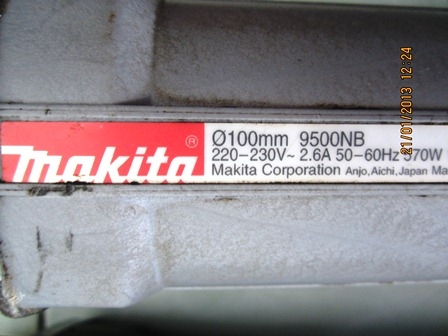 makita®
Ø100mm 9500NB
220-230V~ 2.6A 50-60Hz 570W
Makita Corporation Anjo, Aichi, Japan Ma
21/01/2013 12:24